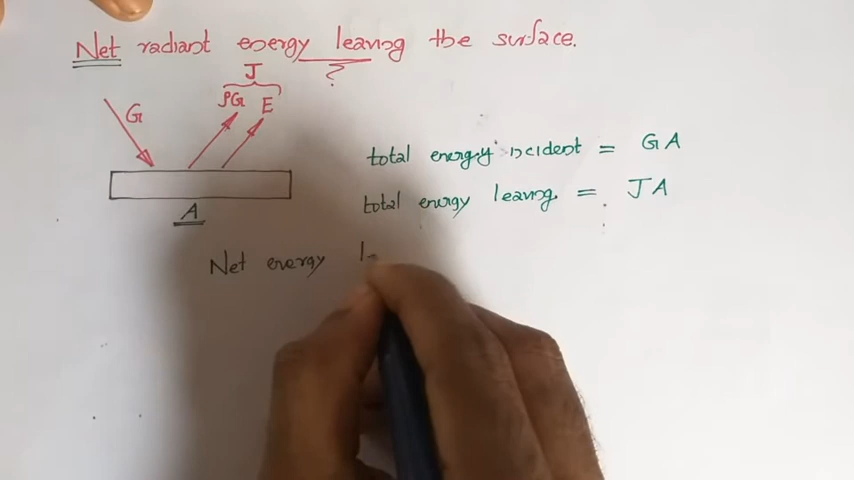 Net radiant energy leaving the surface.
?
J
G ρG E
total energy incident = GA
A total energy leaving = JA
Net energy l